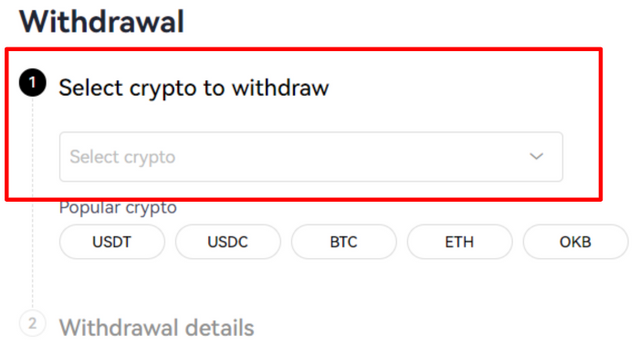 Withdrawal
1 Select crypto to withdraw
Select crypto
Popular crypto
USDT USDC BTC ETH OKB
2 Withdrawal details